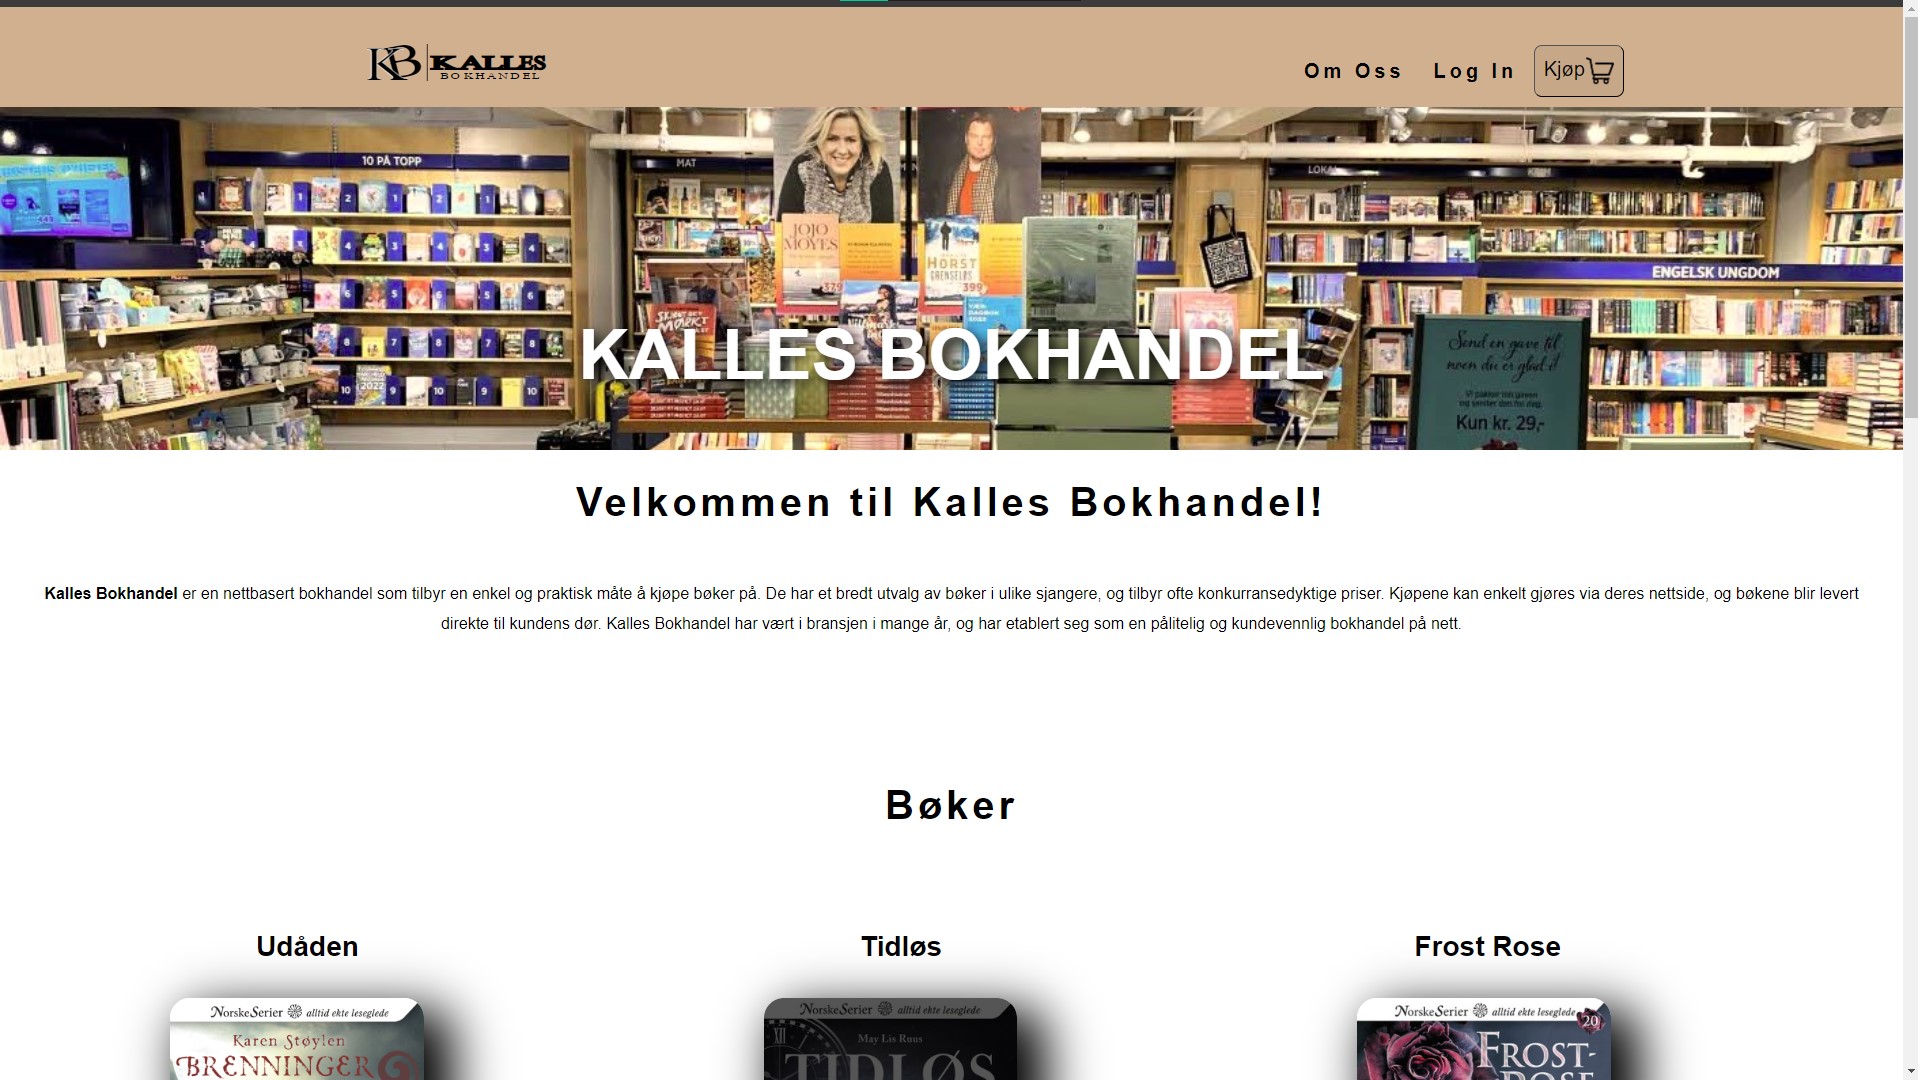 KB KALLES
BOKHANDEL
Om Oss
Log In
Kjøp
10 PÅ TOPP
MAT
ENGELSK UNGDOM
JOJO
MOYES
HORST
GRENSELØS
399
2022
Send en gave til
noen du er glad i!
Kun kr. 29,-
KALLES BOKHANDEL
Velkommen til Kalles Bokhandel!
Kalles Bokhandel er en nettbasert bokhandel som tilbyr en enkel og praktisk måte å kjøpe bøker på. De har et bredt utvalg av bøker i ulike sjangere, og tilbyr ofte konkurransedyktige priser. Kjøpene kan enkelt gjøres via deres nettside, og bøkene blir levert
direkte til kundens dør. Kalles Bokhandel har vært i bransjen i mange år, og har etablert seg som en pålitelig og kundevennlig bokhandel på nett.
Bøker
Udåden
Tidløs
Frost Rose
NorskeSerier alltid ekte leseglede
Karen Støylen
BRENNINGER
NorskeSerier alltid ekte leseglede
May Lis Ruus
TIDLØS
NorskeSerier alltid ekte leseglede
20
FROST-
ROSE